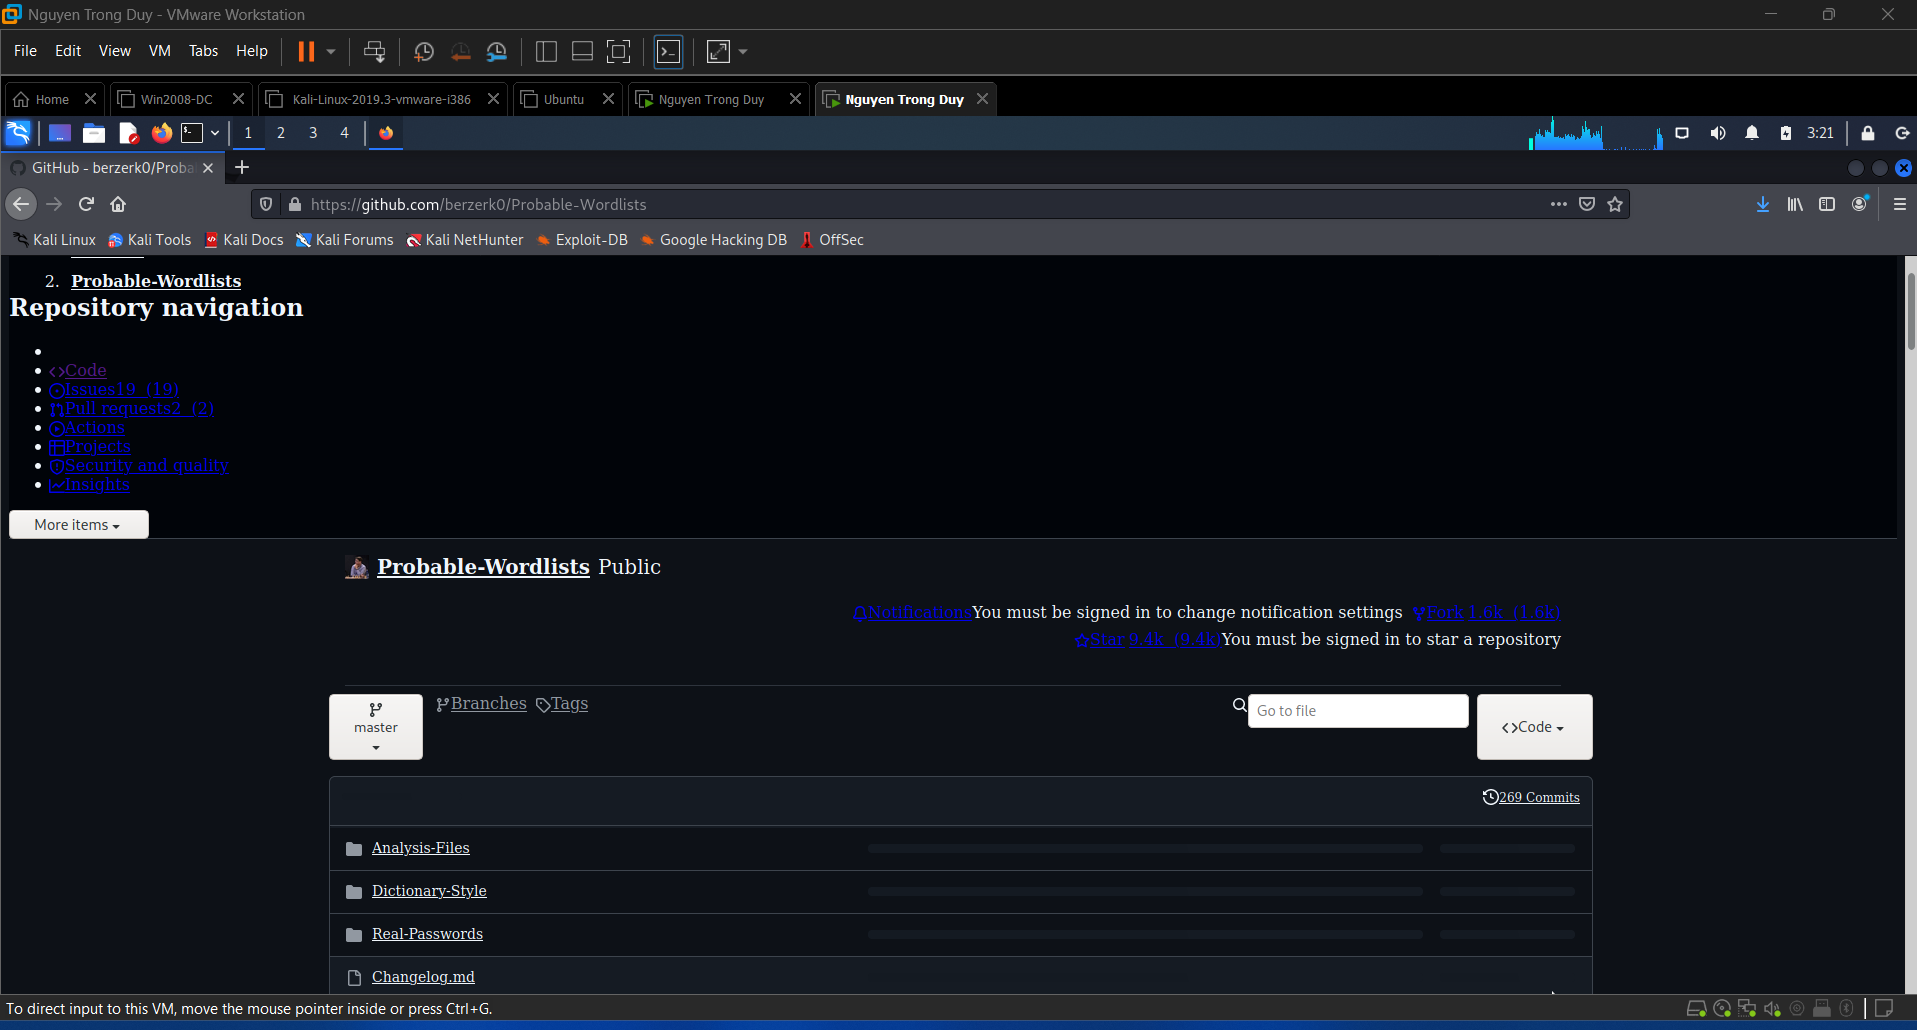 Nguyen Trong Duy - VMware Workstation
File Edit View VM Tabs Help
Home Win2008-DC Kali-Linux-2019.3-vmware-i386 Ubuntu Nguyen Trong Duy Nguyen Trong Duy
1 2 3 4 3:21
GitHub - berzerk0/Proba
https://github.com/berzerk0/Probable-Wordlists
Kali Linux Kali Tools Kali Docs Kali Forums Kali NetHunter Exploit-DB Google Hacking DB OffSec
2. Probable-Wordlists
Repository navigation
Code
Issues19 (19)
Pull requests2 (2)
Actions
Projects
Security and quality
Insights
More items
Probable-Wordlists Public
NotificationsYou must be signed in to change notification settings Fork 1.6k (1.6k)
Star 9.4k (9.4k)You must be signed in to star a repository
master
Branches Tags
Go to file
Code
269 Commits
Analysis-Files
Dictionary-Style
Real-Passwords
Changelog.md
To direct input to this VM, move the mouse pointer inside or press Ctrl+G.